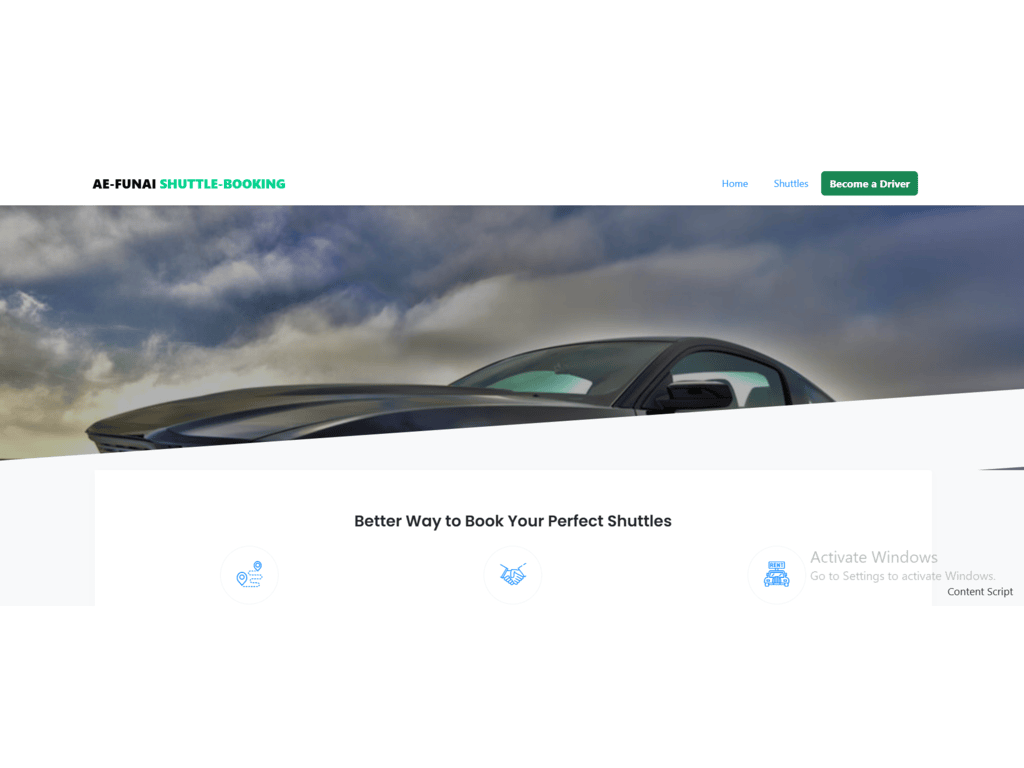 AE-FUNAI SHUTTLE-BOOKING
Home
Shuttles
Become a Driver
Better Way to Book Your Perfect Shuttles
RENT
Activate Windows
Go to Settings to activate Windows.
Content Script